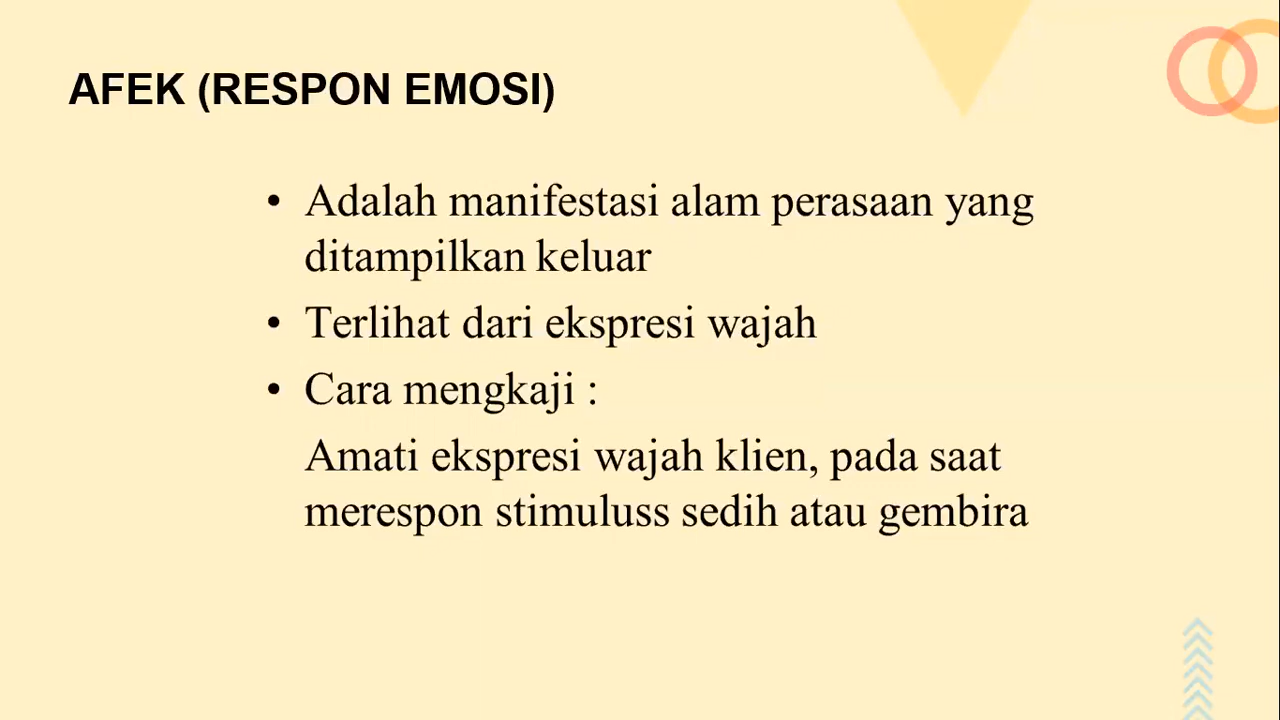 AFEK (RESPON EMOSI)
• Adalah manifestasi alam perasaan yang
ditampilkan keluar
• Terlihat dari ekspresi wajah
• Cara mengkaji :
Amati ekspresi wajah klien, pada saat
merespon stimuluss sedih atau gembira